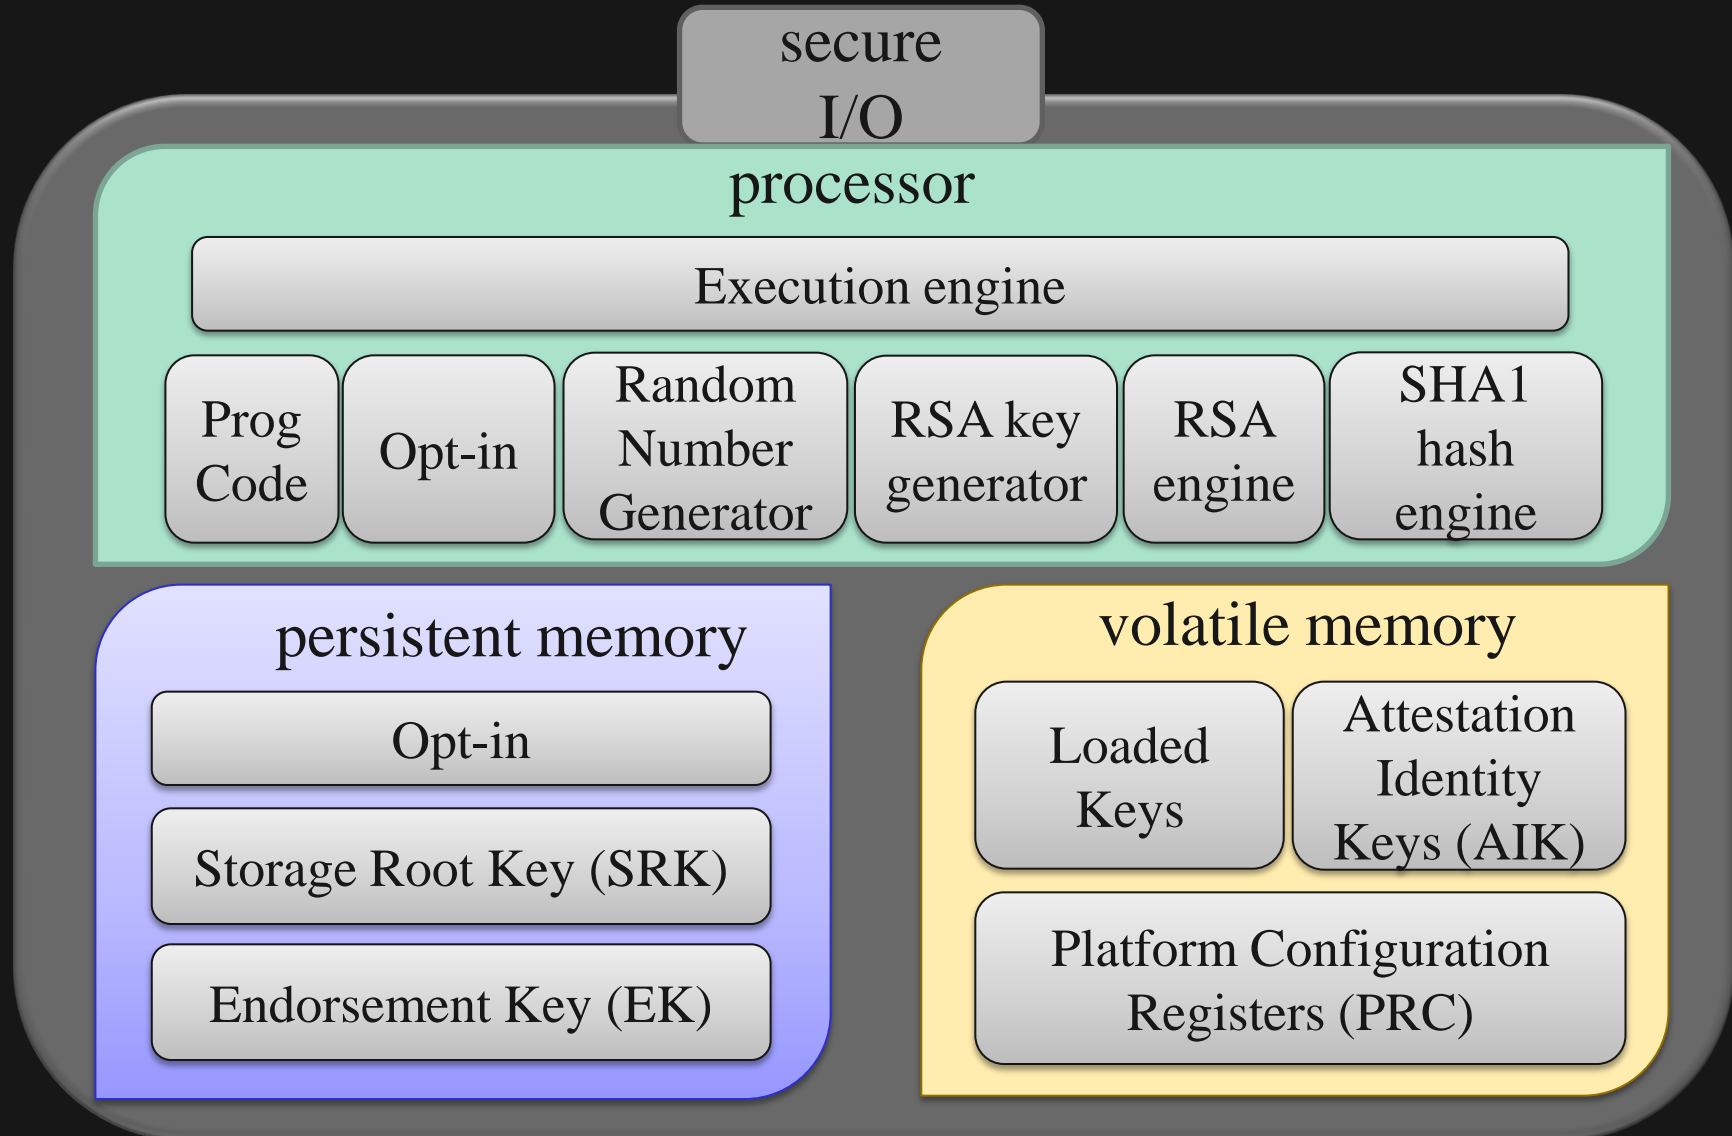 secure
I/O
processor
Execution engine
Prog
Code
Opt-in
Random
Number
Generator
RSA key
generator
RSA
engine
SHA1
hash
engine
persistent memory
Opt-in
Storage Root Key (SRK)
Endorsement Key (EK)
volatile memory
Loaded
Keys
Attestation
Identity
Keys (AIK)
Platform Configuration
Registers (PRC)